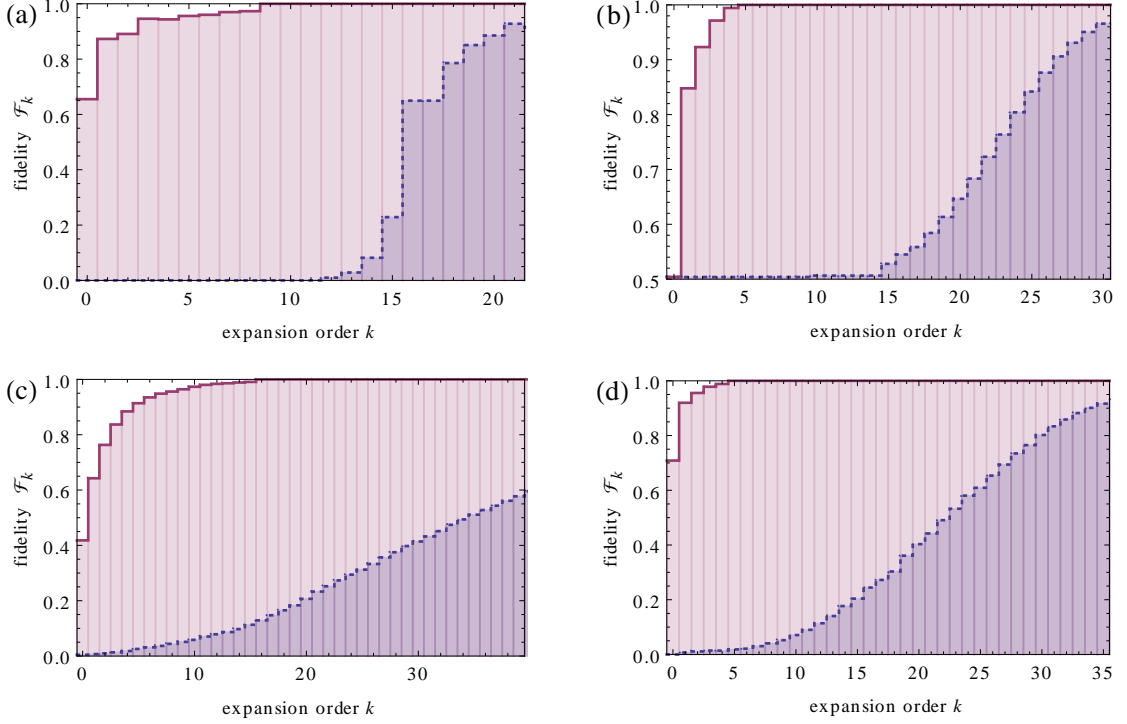 (a)
1.0
0.8
0.6
0.4
0.2
0.0
fidelity ℱk
0 5 10 15 20
expansion order k
(b)
1.0
0.9
0.8
0.7
0.6
0.5
fidelity ℱk
0 5 10 15 20 25 30
expansion order k
(c)
1.0
0.8
0.6
0.4
0.2
0.0
fidelity ℱk
0 10 20 30
expansion order k
(d)
1.0
0.8
0.6
0.4
0.2
0.0
fidelity ℱk
0 5 10 15 20 25 30 35
expansion order k